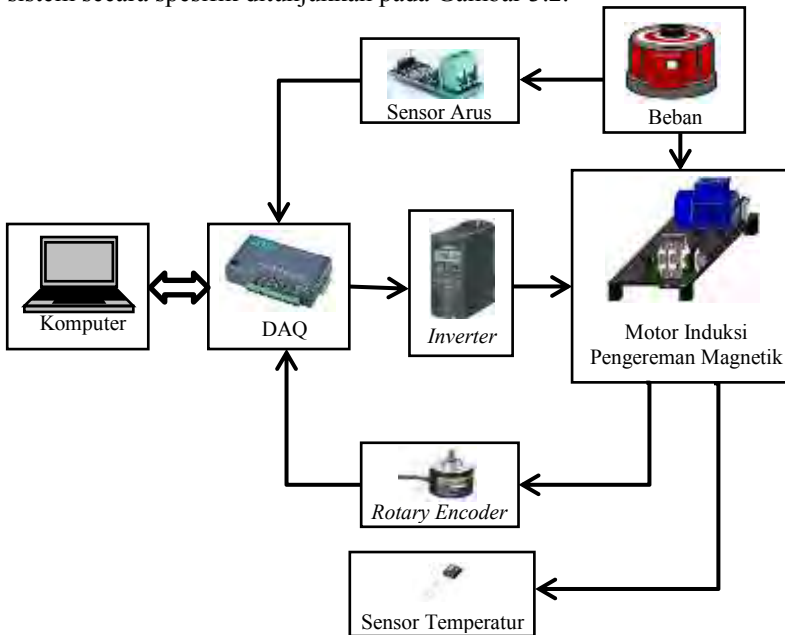 sistem secara spesifik ditunjukkan pada Gambar 3.2.
Sensor Arus
Beban
Komputer
DAQ
Inverter
Motor Induksi
Pengereman Magnetik
Rotary Encoder
Sensor Temperatur